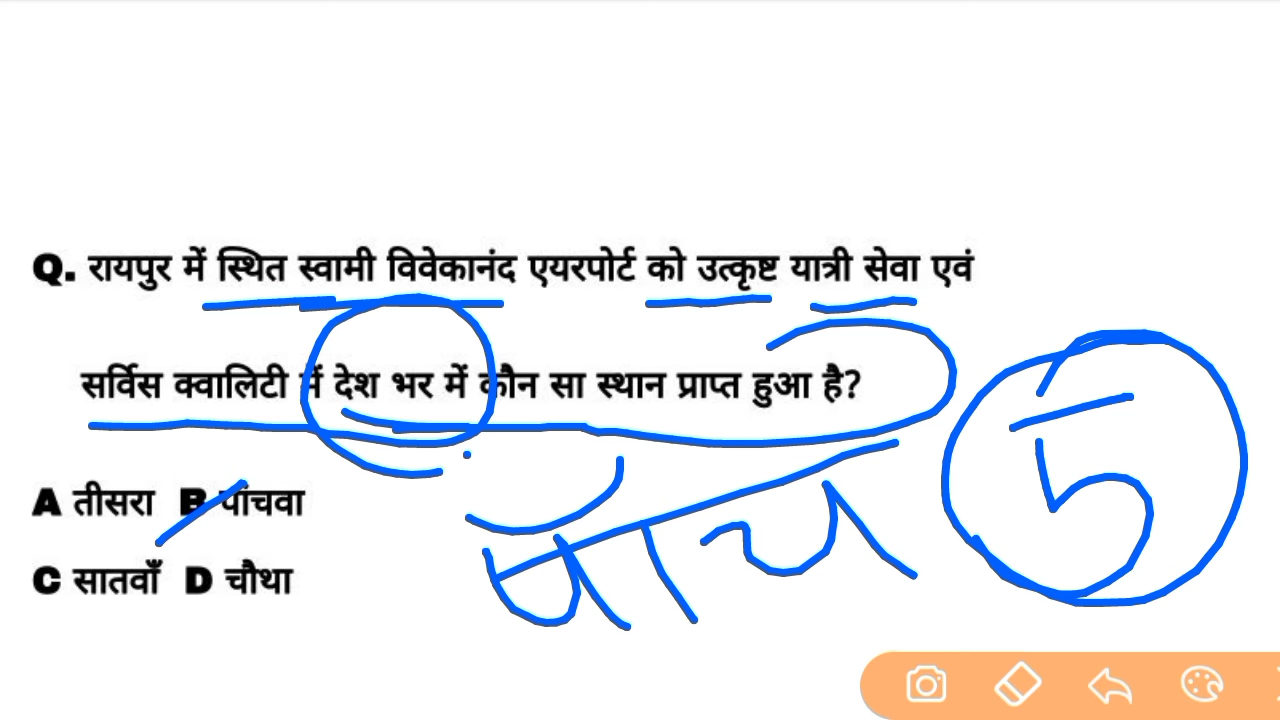 Q. रायपुर में स्थित स्वामी विवेकानंद एयरपोर्ट को उत्कृष्ट यात्री सेवा एवं
सर्विस क्वालिटी में देश भर में कौन सा स्थान प्राप्त हुआ है?
A तीसरा B पांचवा
C सातवाँ D चौथा
पाँच
5